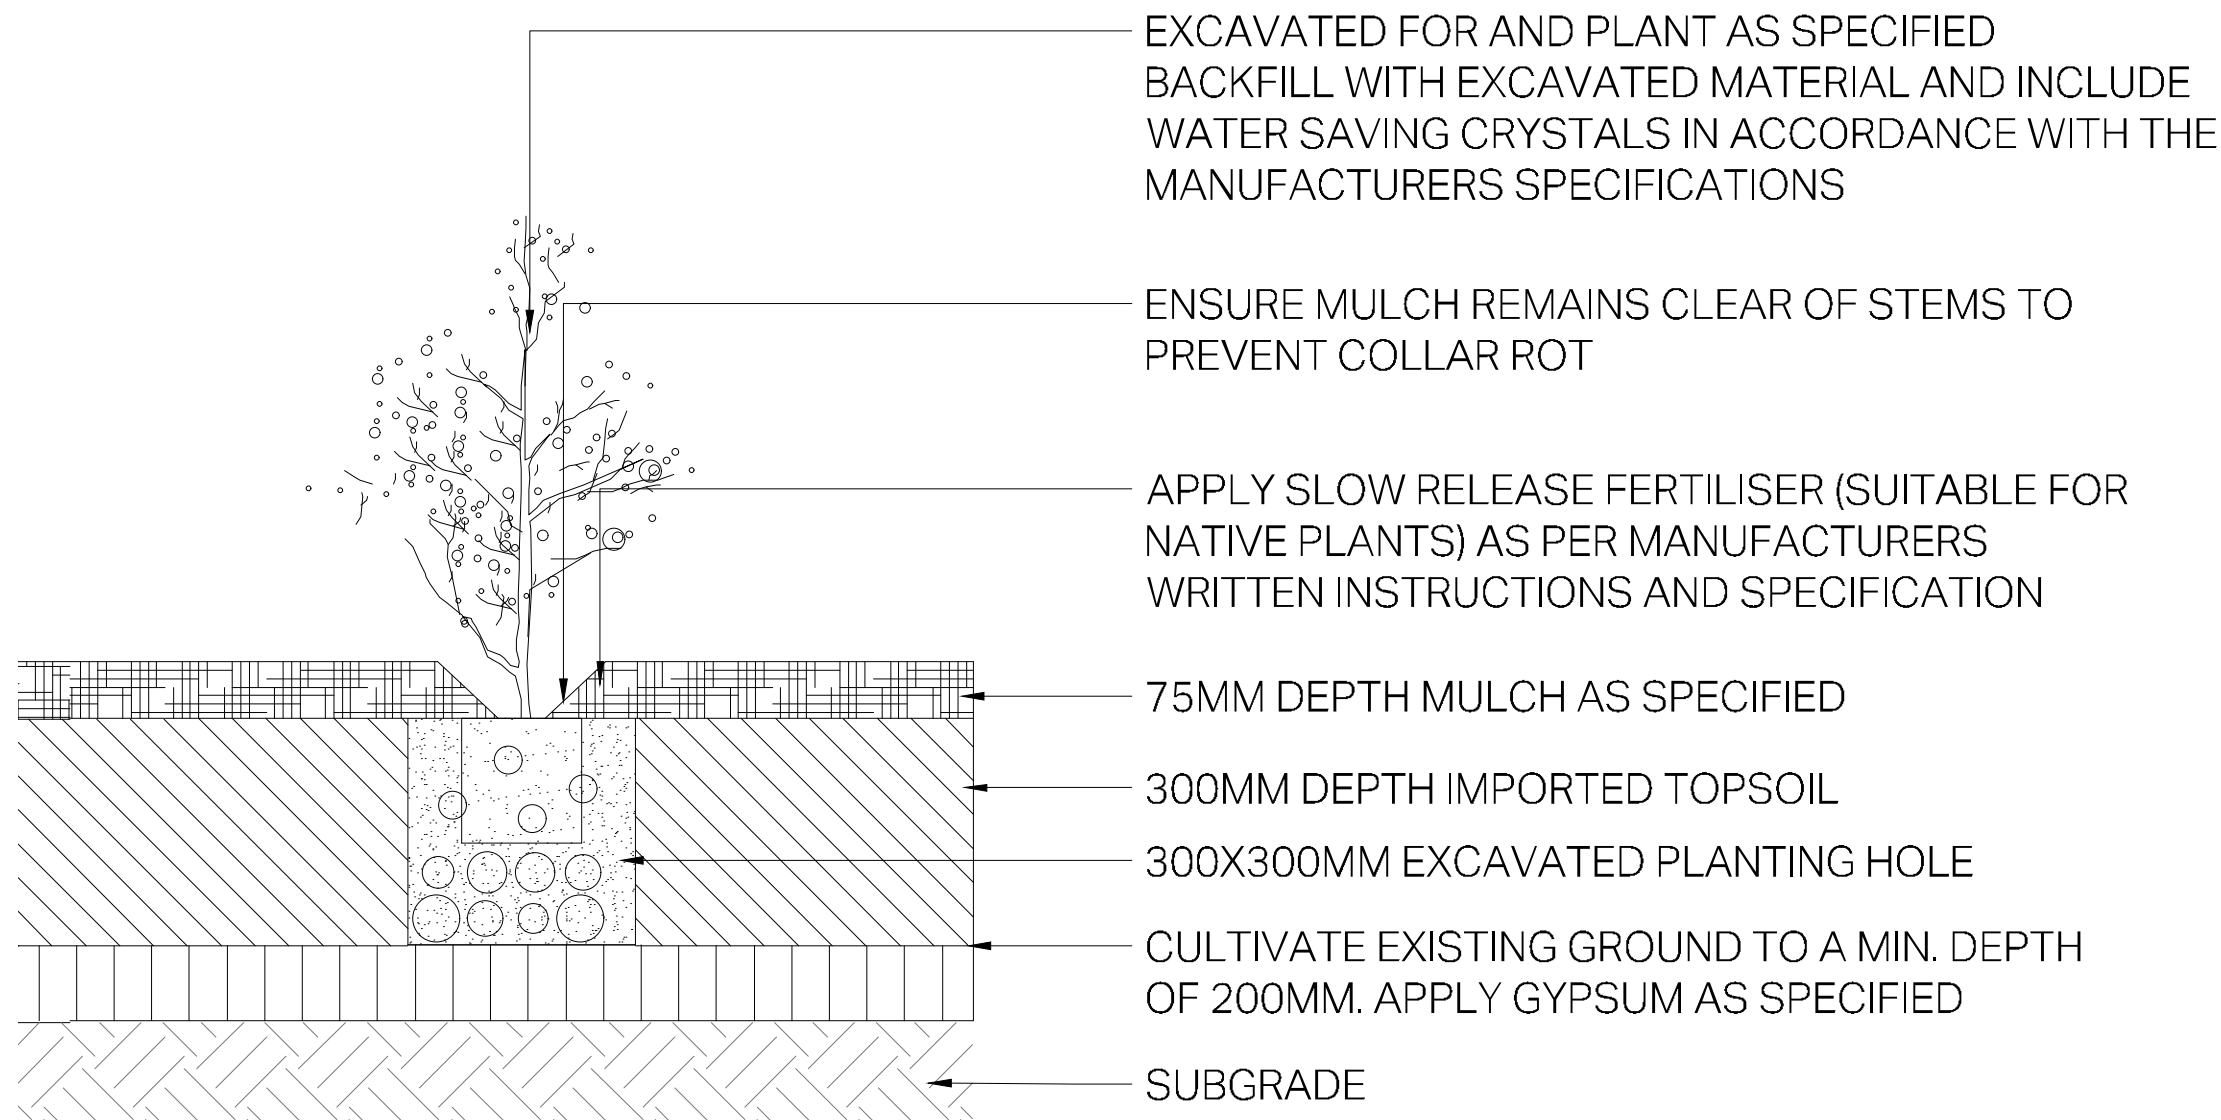 EXCAVATED FOR AND PLANT AS SPECIFIED
BACKFILL WITH EXCAVATED MATERIAL AND INCLUDE
WATER SAVING CRYSTALS IN ACCORDANCE WITH THE
MANUFACTURERS SPECIFICATIONS
ENSURE MULCH REMAINS CLEAR OF STEMS TO
PREVENT COLLAR ROT
APPLY SLOW RELEASE FERTILISER (SUITABLE FOR
NATIVE PLANTS) AS PER MANUFACTURERS
WRITTEN INSTRUCTIONS AND SPECIFICATION
75MM DEPTH MULCH AS SPECIFIED
300MM DEPTH IMPORTED TOPSOIL
300X300MM EXCAVATED PLANTING HOLE
CULTIVATE EXISTING GROUND TO A MIN. DEPTH
OF 200MM. APPLY GYPSUM AS SPECIFIED
SUBGRADE